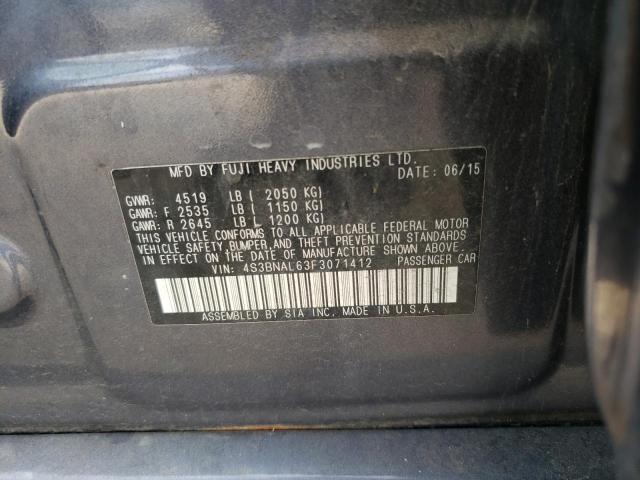 MFD BY FUJI HEAVY INDUSTRIES LTD.
DATE: 06/15
GVWR: 4519 LB ( 2050 KG)
GAWR: F 2535 LB ( 1150 KG)
GAWR: R 2645 LB ( 1200 KG)
THIS VEHICLE CONFORMS TO ALL APPLICABLE FEDERAL MOTOR
VEHICLE SAFETY, BUMPER, AND THEFT PREVENTION STANDARDS
IN EFFECT ON THE DATE OF MANUFACTURE SHOWN ABOVE.
VIN: 4S3BNAL63F3071412 PASSENGER CAR
ASSEMBLED BY SIA INC. MADE IN U.S.A.